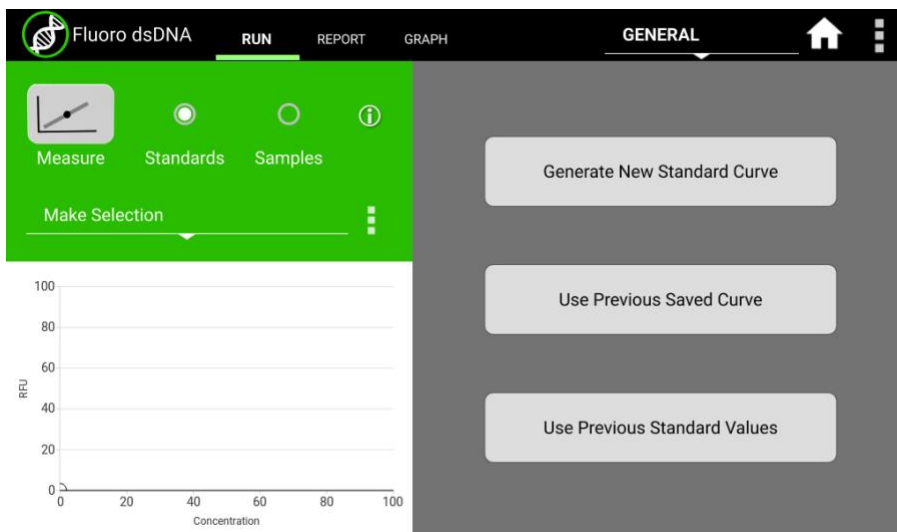 Fluoro dsDNA
RUN
REPORT
GRAPH
GENERAL
Measure
Standards
Samples
Make Selection
Generate New Standard Curve
Use Previous Saved Curve
Use Previous Standard Values
100
80
60
40
20
0
RFU
0 20 40 60 80 100
Concentration